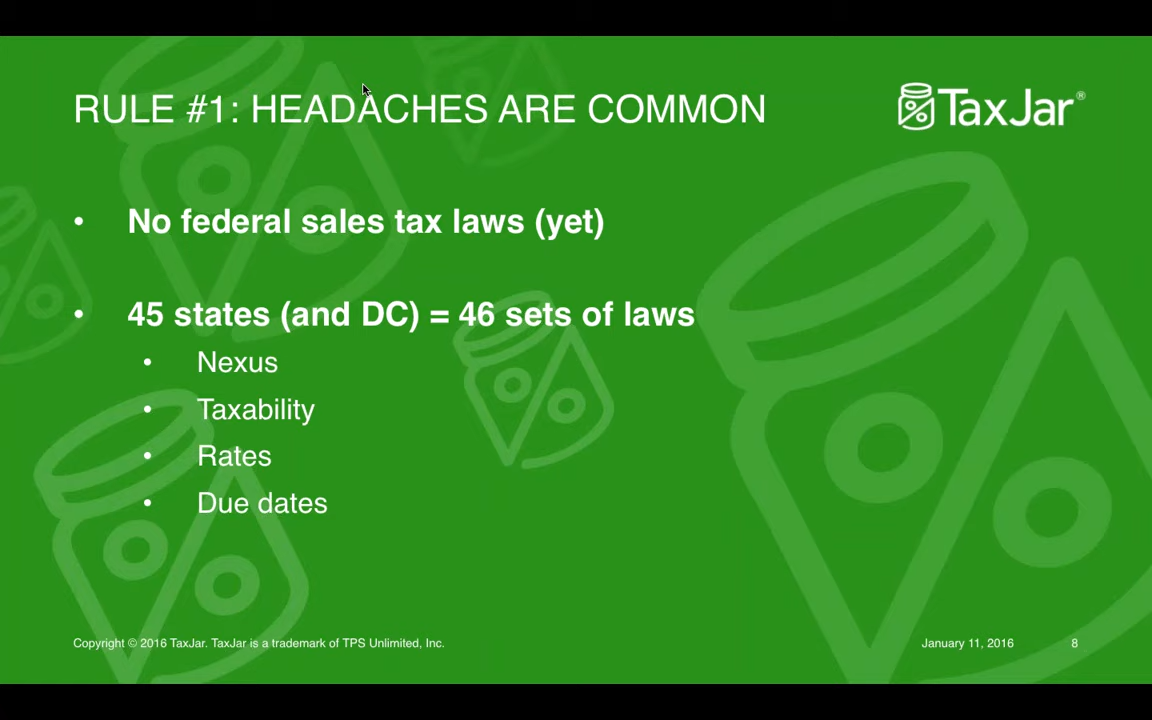 RULE #1: HEADACHES ARE COMMON
TaxJar®
• No federal sales tax laws (yet)
• 45 states (and DC) = 46 sets of laws
• Nexus
• Taxability
• Rates
• Due dates
Copyright © 2016 TaxJar. TaxJar is a trademark of TPS Unlimited, Inc.
January 11, 2016
8